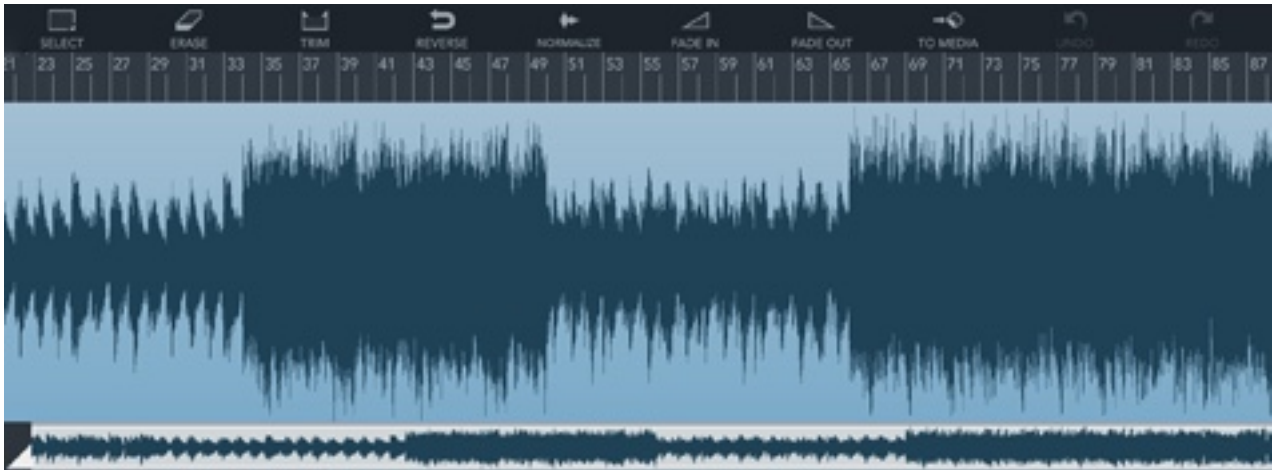 SELECT ERASE TRIM REVERSE NORMALIZE FADE IN FADE OUT TO MEDIA UNDO REDO
21 23 25 27 29 31 33 35 37 39 41 43 45 47 49 51 53 55 57 59 61 63 65 67 69 71 73 75 77 79 81 83 85 87